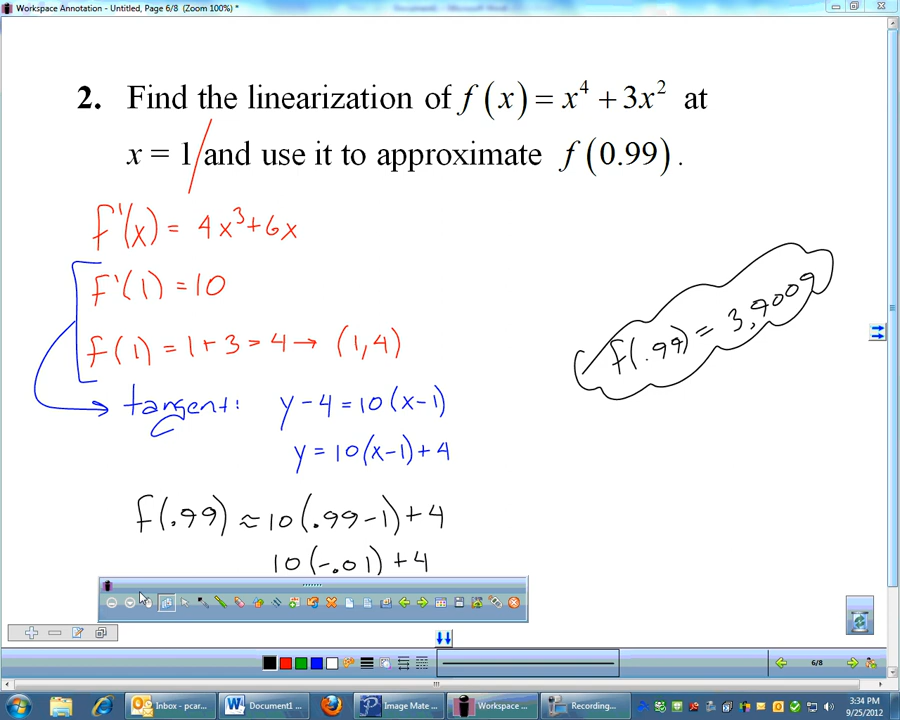 Workspace Annotation - Untitled, Page 6/8 (Zoom 100%) *
2. Find the linearization of f(x) = x⁴ + 3x² at
x = 1 and use it to approximate f(0.99).
f'(x) = 4x³+6x
f'(1) = 10
f(1) = 1+3 = 4 → (1,4)
f(.99) = 3.9009
tangent: y-4 = 10(x-1)
y = 10(x-1)+4
f(.99) ≈ 10(.99-1)+4
10(-.01)+4
6/8
Inbox - pcar...
Document1 ...
Image Mate ...
Workspace ...
Recording...
3:34 PM
9/25/2012